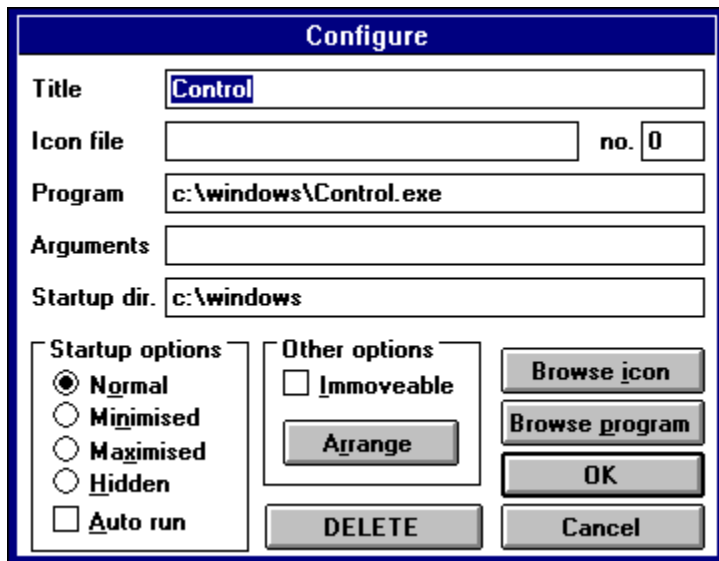 Configure
Title Control
Icon file no. 0
Program c:\windows\Control.exe
Arguments
Startup dir. c:\windows
Startup options
Normal
Minimised
Maximised
Hidden
Auto run
Other options
Immoveable
Arrange
DELETE
Browse icon
Browse program
OK
Cancel